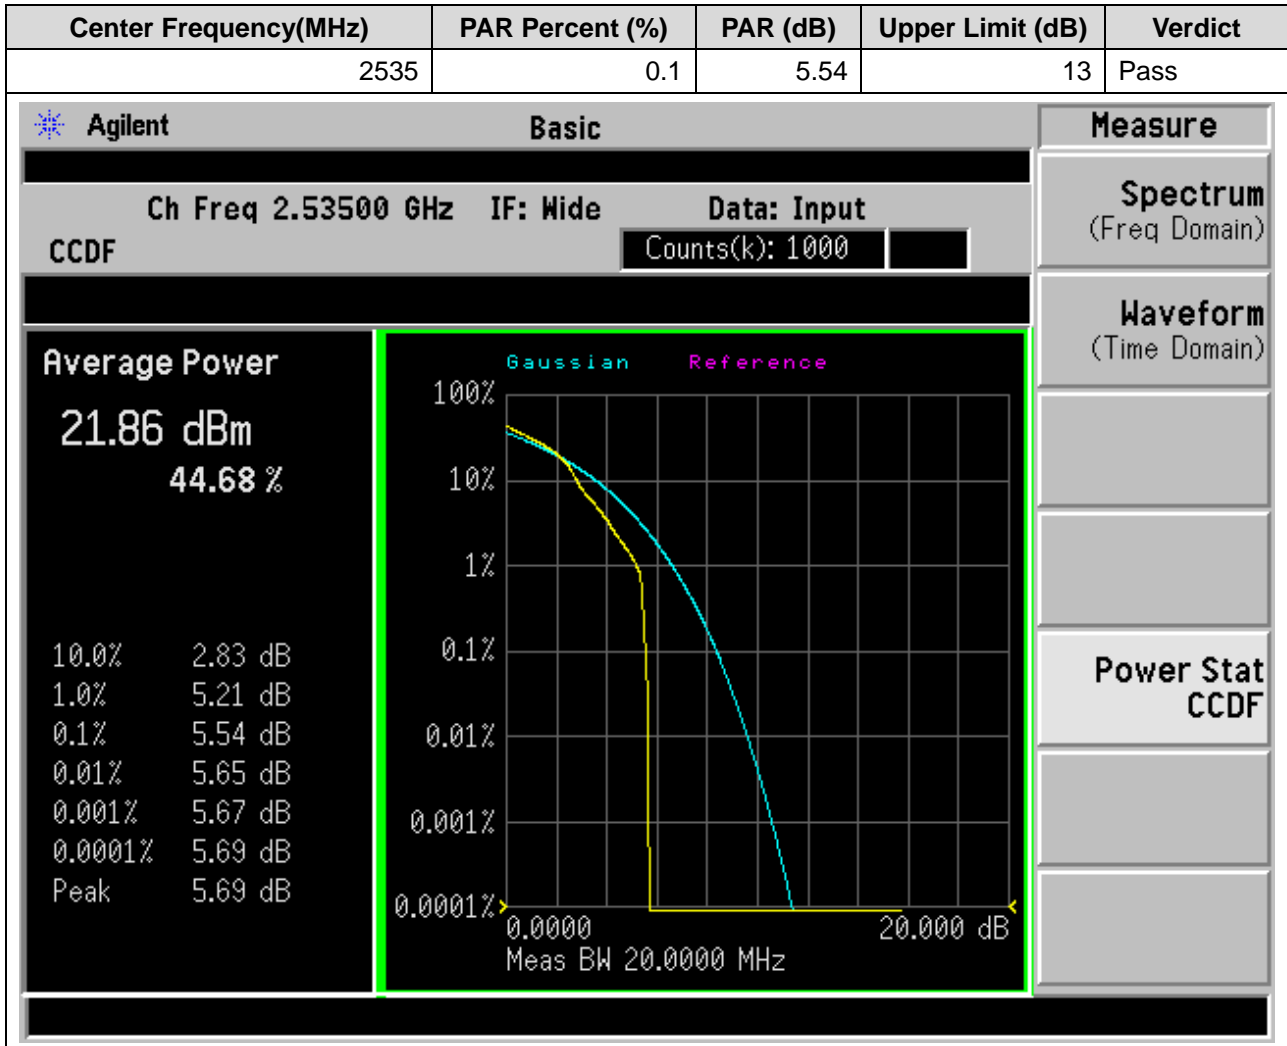 Center Frequency(MHz) PAR Percent (%) PAR (dB) Upper Limit (dB) Verdict
2535 0.1 5.54 13 Pass
Agilent Basic Measure
Ch Freq 2.53500 GHz IF: Wide Data: Input
CCDF Counts(k): 1000
Average Power
21.86 dBm
44.68 %
10.0% 2.83 dB
1.0% 5.21 dB
0.1% 5.54 dB
0.01% 5.65 dB
0.001% 5.67 dB
0.0001% 5.69 dB
Peak 5.69 dB
Gaussian Reference
100%
10%
1%
0.1%
0.01%
0.001%
0.0001%
0.0000 20.000 dB
Meas BW 20.0000 MHz
Spectrum
(Freq Domain)
Waveform
(Time Domain)
Power Stat
CCDF